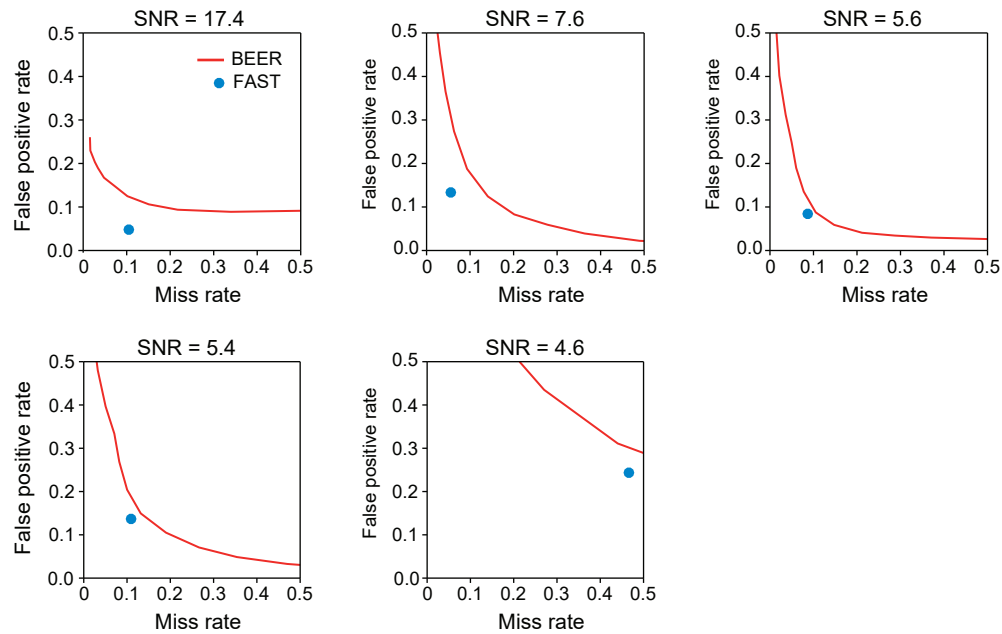 SNR = 17.4
0.5
0.4
0.3
0.2
0.1
0.0
False positive rate
BEER
FAST
0 0.1 0.2 0.3 0.4 0.5
Miss rate
SNR = 7.6
0.5
0.4
0.3
0.2
0.1
0.0
False positive rate
0 0.1 0.2 0.3 0.4 0.5
Miss rate
SNR = 5.6
0.5
0.4
0.3
0.2
0.1
0.0
False positive rate
0 0.1 0.2 0.3 0.4 0.5
Miss rate
SNR = 5.4
0.5
0.4
0.3
0.2
0.1
0.0
False positive rate
0 0.1 0.2 0.3 0.4 0.5
Miss rate
SNR = 4.6
0.5
0.4
0.3
0.2
0.1
0.0
False positive rate
0 0.1 0.2 0.3 0.4 0.5
Miss rate